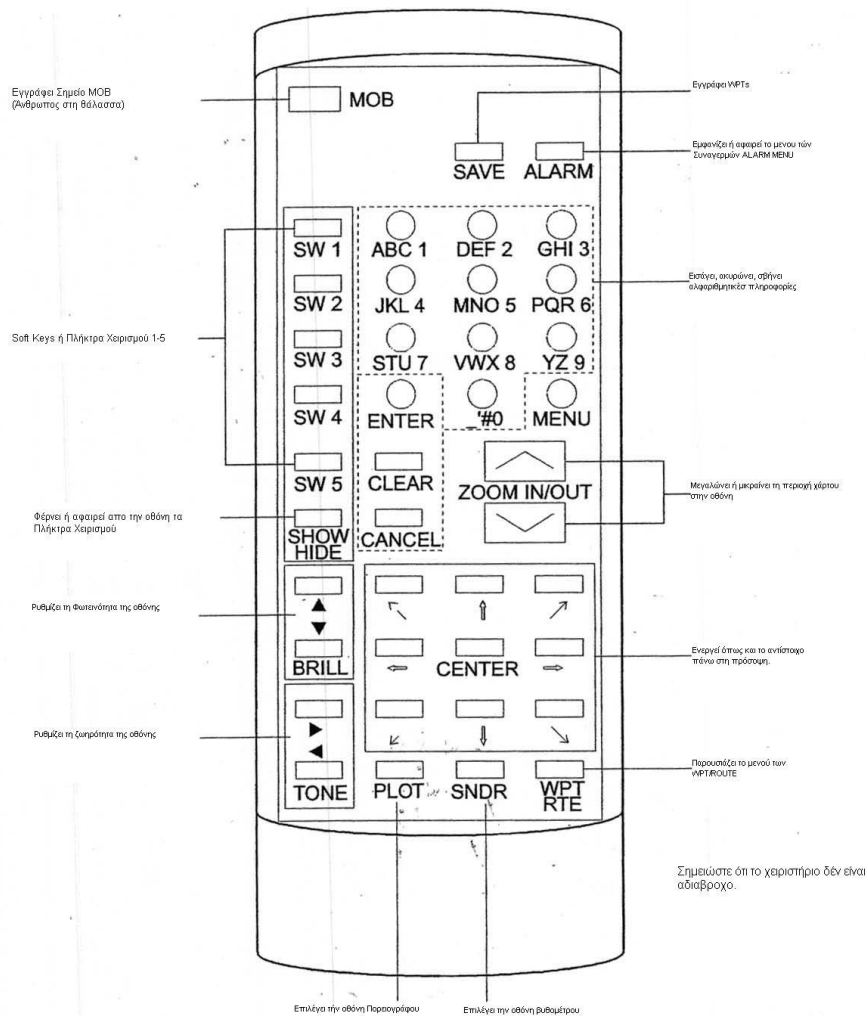 Εγγράφει Σημείο MOB
(Άνθρωπος στη θάλασσα)
MOB
Εγγράφει WPTs
SAVE ALARM
Εμφανίζει ή αφαιρεί το μενου τών
Συναγερμών ALARM MENU
SW 1 ABC 1 DEF 2 GHI 3
SW 2 JKL 4 MNO 5 PQR 6
Εισάγει, ακυρώνει, σβήνει
αλφαριθμητικέσ πληροφορίες
Soft Keys ή Πλήκτρα Χειρισμού 1-5
SW 3 STU 7 VWX 8 YZ 9
SW 4 ENTER _'#0 MENU
SW 5 CLEAR ZOOM IN/OUT
Μεγαλώνει ή μικραίνει τη περιοχή χάρτου
στην οθόνη
Φέρνει ή αφαιρεί απο την οθόνη τα
Πλήκτρα Χειρισμού
SHOW CANCEL
HIDE
Ρυθμίζει τη Φωτεινότητα της οθόνης
BRILL CENTER
Ενεργεί όπως και το αντίστοιχο
πάνω στη πρόσοψη.
Ρυθμίζει τη ζωηρότητα της οθόνης
TONE PLOT SNDR WPT
RTE
Παρουσιάζει το μενού των
WPT/ROUTE
Σημειώστε ότι το χειριστήριο δέν είναι
αδιαβροχο.
Επιλέγει τήν οθόνη Πορειογράφου
Επιλέγει την οθόνη βυθομέτρου